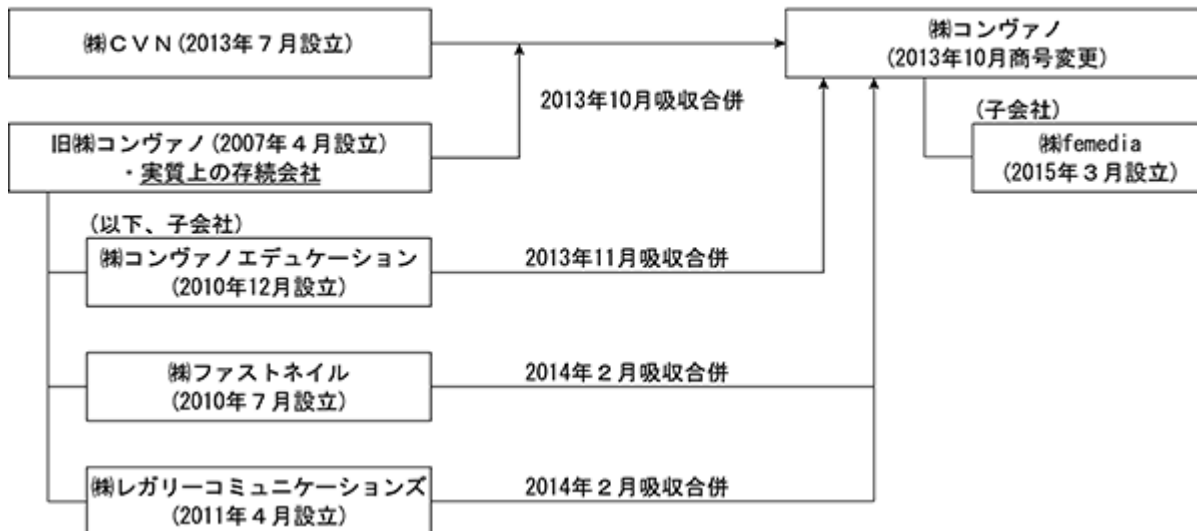 ㈱ＣＶＮ(2013年７月設立)
㈱コンヴァノ
(2013年10月商号変更)
2013年10月吸収合併
(子会社)
旧㈱コンヴァノ(2007年４月設立)
・実質上の存続会社
㈱femedia
(2015年３月設立)
(以下、子会社)
㈱コンヴァノエデュケーション
(2010年12月設立)
2013年11月吸収合併
㈱ファストネイル
(2010年７月設立)
2014年２月吸収合併
㈱レガリーコミュニケーションズ
(2011年４月設立)
2014年２月吸収合併